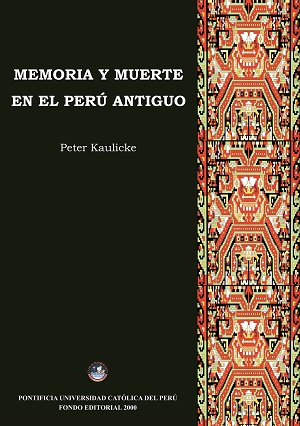 MEMORIA Y MUERTE
EN EL PERÚ ANTIGUO
Peter Kaulicke
PONTIFICIA UNIVERSIDAD CATÓLICA DEL PERÚ
FONDO EDITORIAL 2000